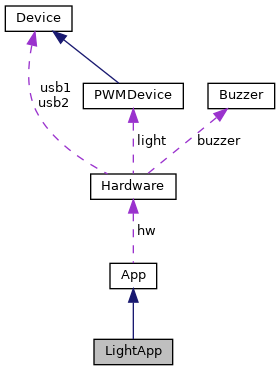 Device
usb1
usb2
PWMDevice
Buzzer
light
buzzer
Hardware
hw
App
LightApp